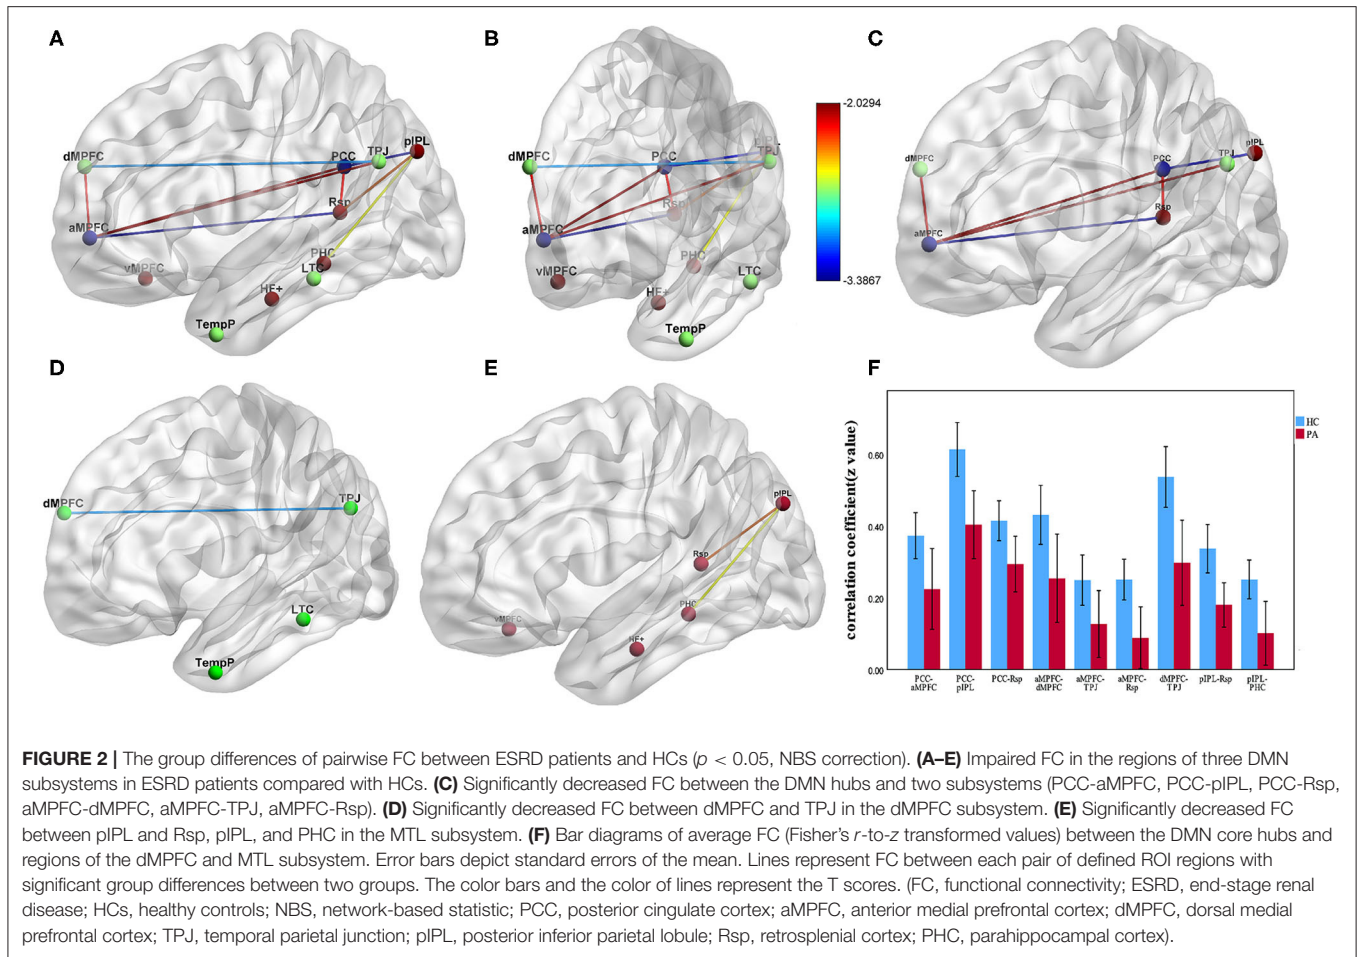 A
dMPFC
PCC
TPJ
pIPL
Rsp
aMPFC
vMPFC
PHC
LTC
HF+
TempP
B
dMPFC
PCC
TPJ
Rsp
aMPFC
vMPFC
PHC
HF+
LTC
TempP
-2.0294
-3.3867
C
dMPFC
PCC
TPJ
pIPL
Rsp
aMPFC
D
dMPFC
TPJ
LTC
TempP
E
pIPL
Rsp
PHC
vMPFC
HF+
F
HC
PA
correlation coefficient(z value)
0.60
0.40
0.20
0.00
PCC-
aMPFC
PCC-
pIPL
PCC-Rsp
aMPFC-
dMPFC
aMPFC-
TPJ
aMPFC-
Rsp
dMPFC-
TPJ
pIPL-Rsp
pIPL-
PHC
FIGURE 2 | The group differences of pairwise FC between ESRD patients and HCs (p < 0.05, NBS correction). (A–E) Impaired FC in the regions of three DMN
subsystems in ESRD patients compared with HCs. (C) Significantly decreased FC between the DMN hubs and two subsystems (PCC-aMPFC, PCC-pIPL, PCC-Rsp,
aMPFC-dMPFC, aMPFC-TPJ, aMPFC-Rsp). (D) Significantly decreased FC between dMPFC and TPJ in the dMPFC subsystem. (E) Significantly decreased FC
between pIPL and Rsp, pIPL, and PHC in the MTL subsystem. (F) Bar diagrams of average FC (Fisher's r-to-z transformed values) between the DMN core hubs and
regions of the dMPFC and MTL subsystem. Error bars depict standard errors of the mean. Lines represent FC between each pair of defined ROI regions with
significant group differences between two groups. The color bars and the color of lines represent the T scores. (FC, functional connectivity; ESRD, end-stage renal
disease; HCs, healthy controls; NBS, network-based statistic; PCC, posterior cingulate cortex; aMPFC, anterior medial prefrontal cortex; dMPFC, dorsal medial
prefrontal cortex; TPJ, temporal parietal junction; pIPL, posterior inferior parietal lobule; Rsp, retrosplenial cortex; PHC, parahippocampal cortex).